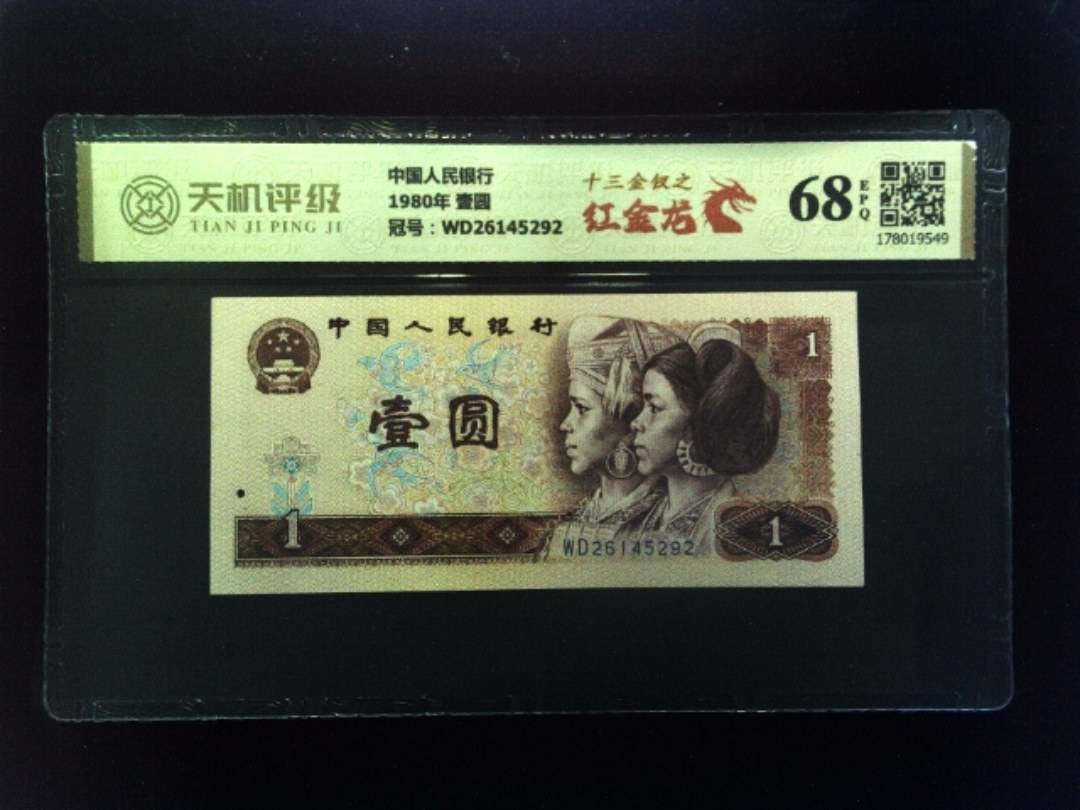 天机评级
TIAN JI PING JI
中国人民银行
1980年 壹圆
冠号：WD26145292
十三金钗之
红金龙
68 EPQ
178019549
中国人民银行
1
壹圆
1
WD26145292
1